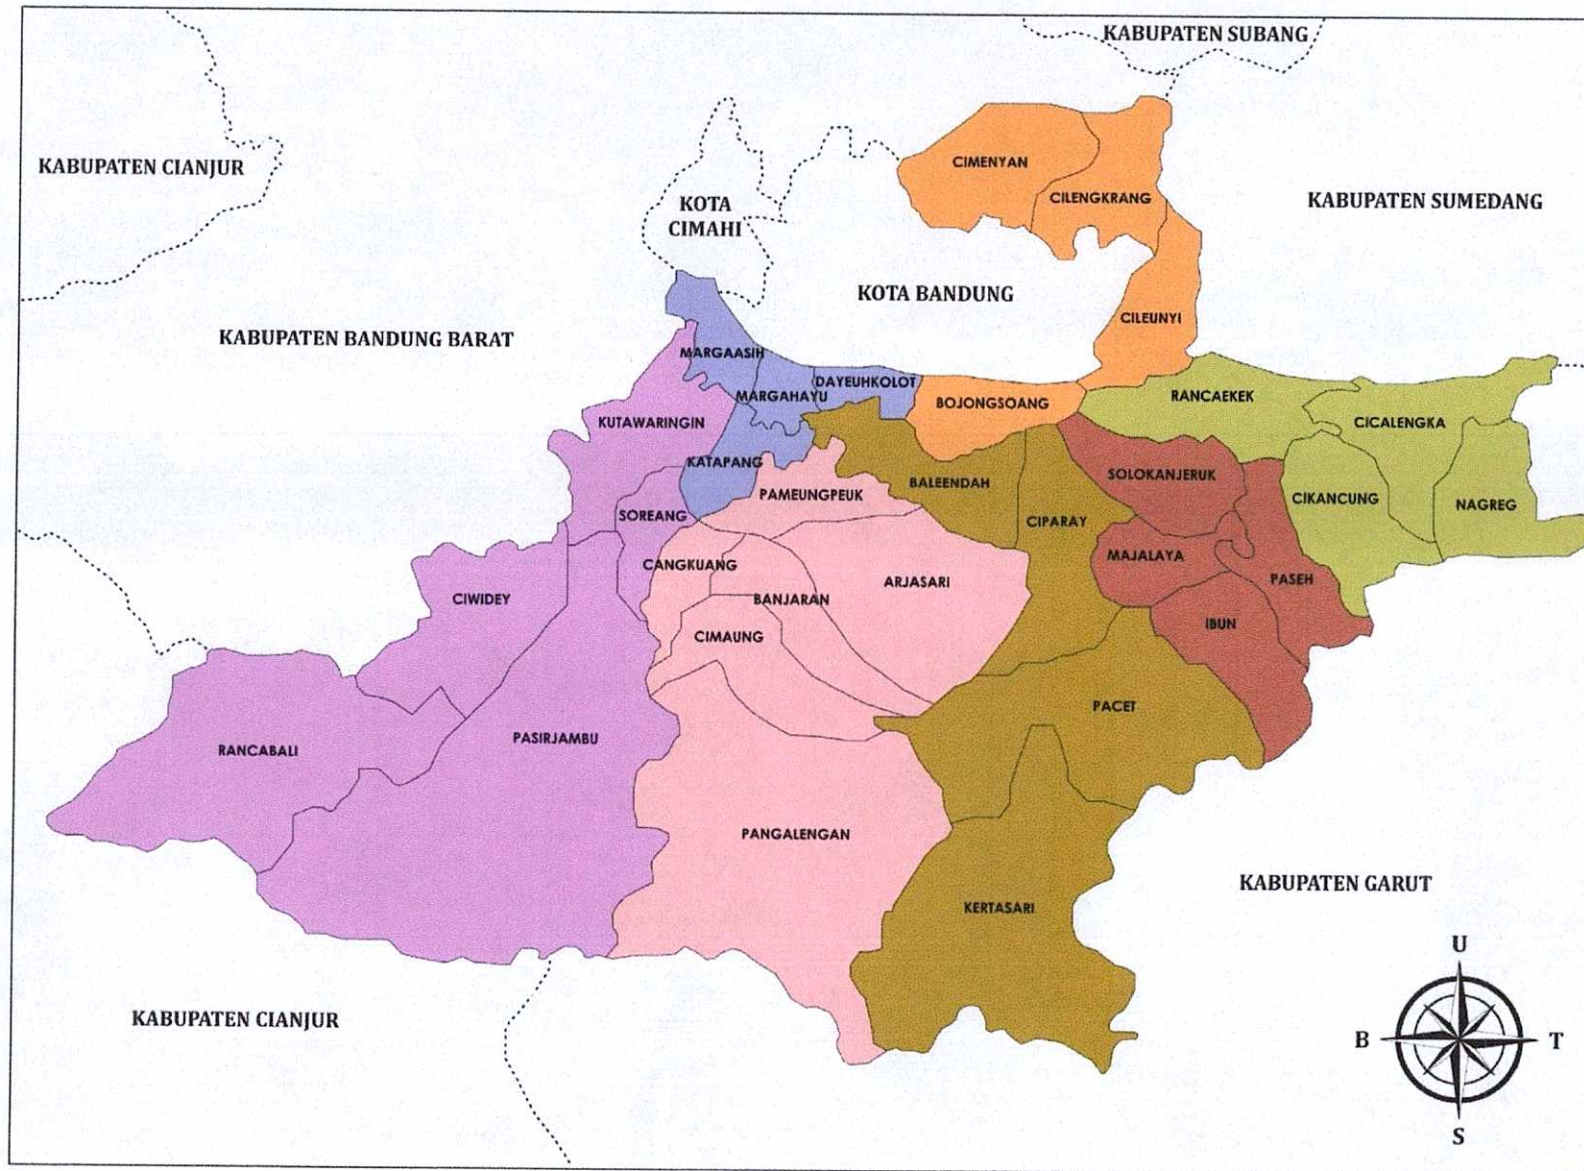 KABUPATEN SUBANG
KABUPATEN CIANJUR
CIMENYAN
CILENGKRANG
KABUPATEN SUMEDANG
KOTA
CIMAHI
KOTA BANDUNG
CILEUNYI
KABUPATEN BANDUNG BARAT
MARGAASIH
MARGAHAYU
DAYEUHKOLOT
BOJONGSOANG
RANCAEKEK
CICALENGKA
KUTAWARINGIN
KATAPANG
PAMEUNGPEUK
BALEENDAH
SOLOKANJERUK
CIKANCUNG
NAGREG
SOREANG
CIPARAY
MAJALAYA
CANGKUANG
ARJASARI
PASEH
CIWIDEY
BANJARAN
IBUN
CIMAUNG
PACET
RANCABALI
PASIRJAMBU
PANGALENGAN
KABUPATEN GARUT
KERTASARI
KABUPATEN CIANJUR
U
B
T
S